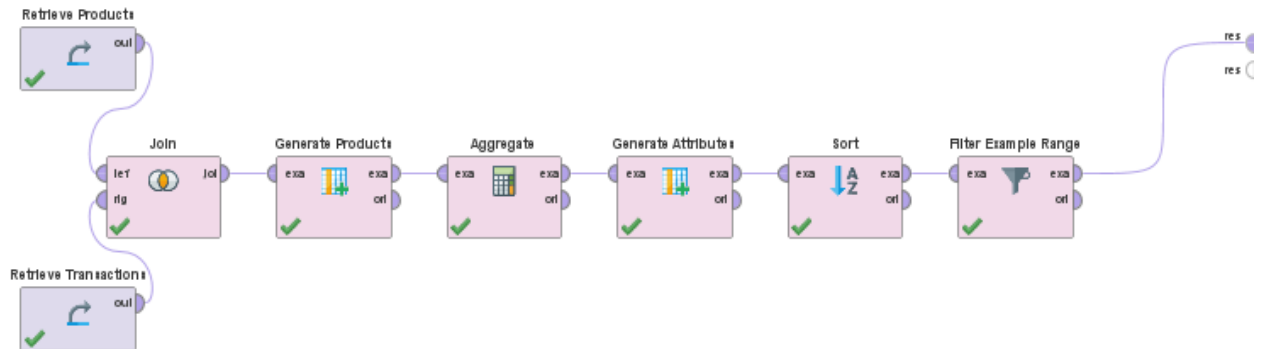 Retrieve Products
out
res
res
Join
Generate Products
Aggregate
Generate Attributes
Sort
Filter Example Range
lef
joi
exa
exa
exa
exa
exa
exa
exa
A
Z
exa
exa
exa
rig
ori
ori
ori
ori
ori
Retrieve Transactions
out